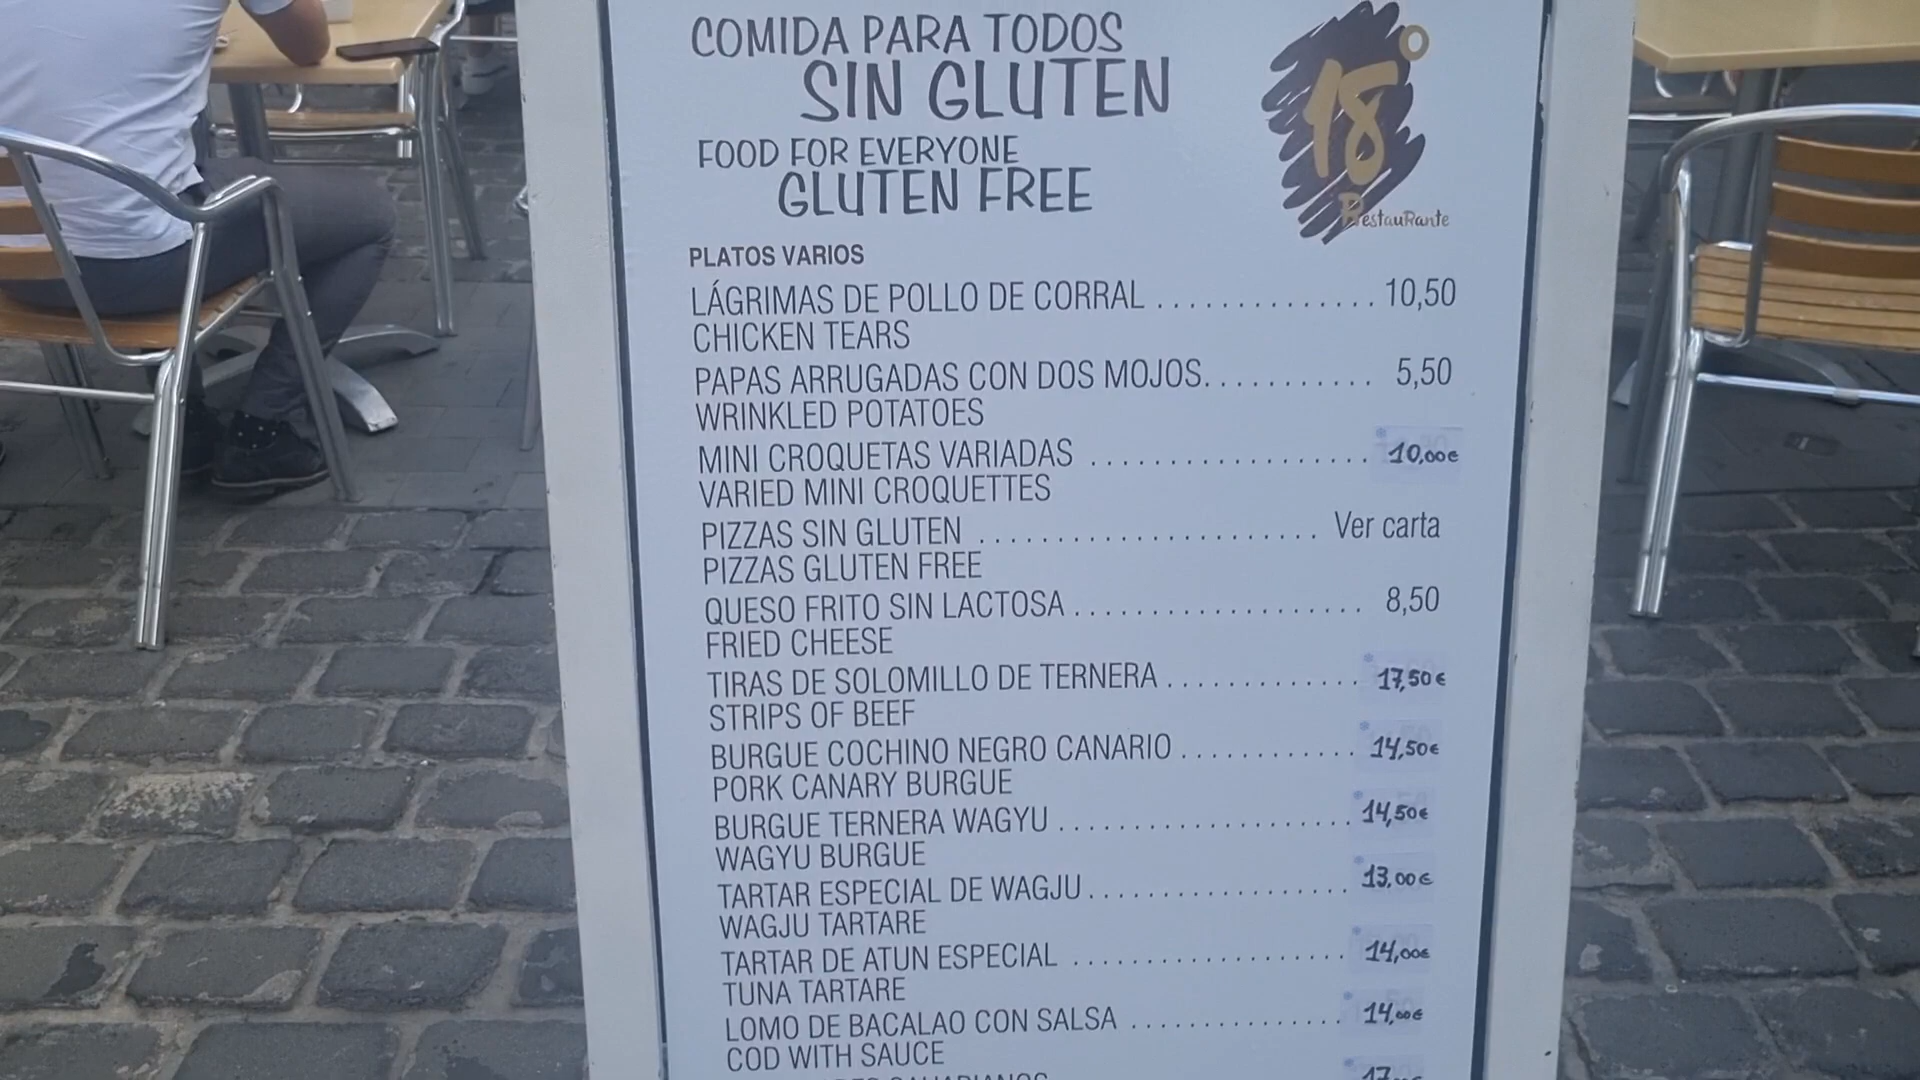 COMIDA PARA TODOS
SIN GLUTEN
FOOD FOR EVERYONE
GLUTEN FREE
18°
RestauRante
PLATOS VARIOS
LÁGRIMAS DE POLLO DE CORRAL . . . . . . . . . . . . . . 10,50
CHICKEN TEARS
PAPAS ARRUGADAS CON DOS MOJOS. . . . . . . . . . . 5,50
WRINKLED POTATOES
MINI CROQUETAS VARIADAS . . . . . . . . . . . . . . . . . . 10,00€
VARIED MINI CROQUETTES
PIZZAS SIN GLUTEN . . . . . . . . . . . . . . . . . . . . . . Ver carta
PIZZAS GLUTEN FREE
QUESO FRITO SIN LACTOSA . . . . . . . . . . . . . . . . . . . 8,50
FRIED CHEESE
TIRAS DE SOLOMILLO DE TERNERA . . . . . . . . . . . . . 17,50€
STRIPS OF BEEF
BURGUE COCHINO NEGRO CANARIO . . . . . . . . . . . . 14,50€
PORK CANARY BURGUE
BURGUE TERNERA WAGYU . . . . . . . . . . . . . . . . . . . . 14,50€
WAGYU BURGUE
TARTAR ESPECIAL DE WAGJU . . . . . . . . . . . . . . . . . . 13,00€
WAGJU TARTARE
TARTAR DE ATUN ESPECIAL . . . . . . . . . . . . . . . . . . . 14,00€
TUNA TARTARE
LOMO DE BACALAO CON SALSA . . . . . . . . . . . . . . . 14,00€
COD WITH SAUCE